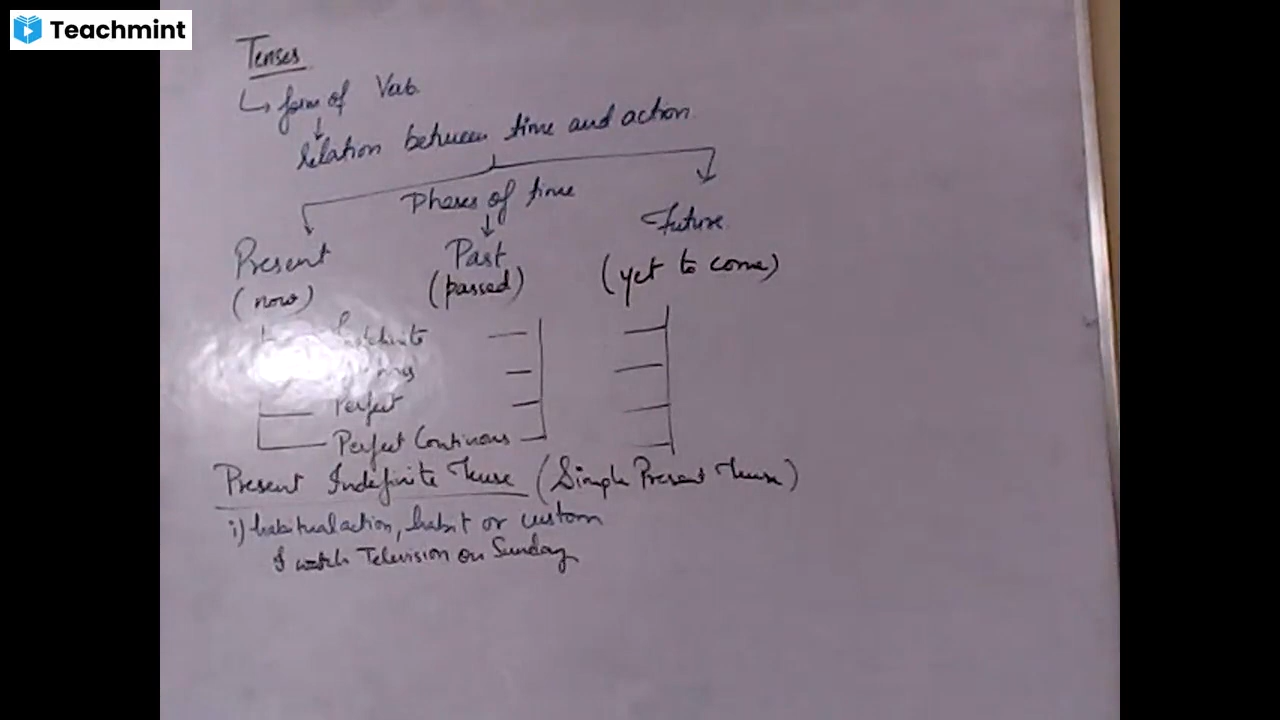 Teachmint
Tenses
form of Verb
Relation between time and action
Phases of time
Present Past Future
(now) (passed) (yet to come)
Indefinite
Perfect
Perfect Continous
Present Indefinite Tense (Simple Present Tense)
i) habitual action, habit or custom
I watch Television on Sunday